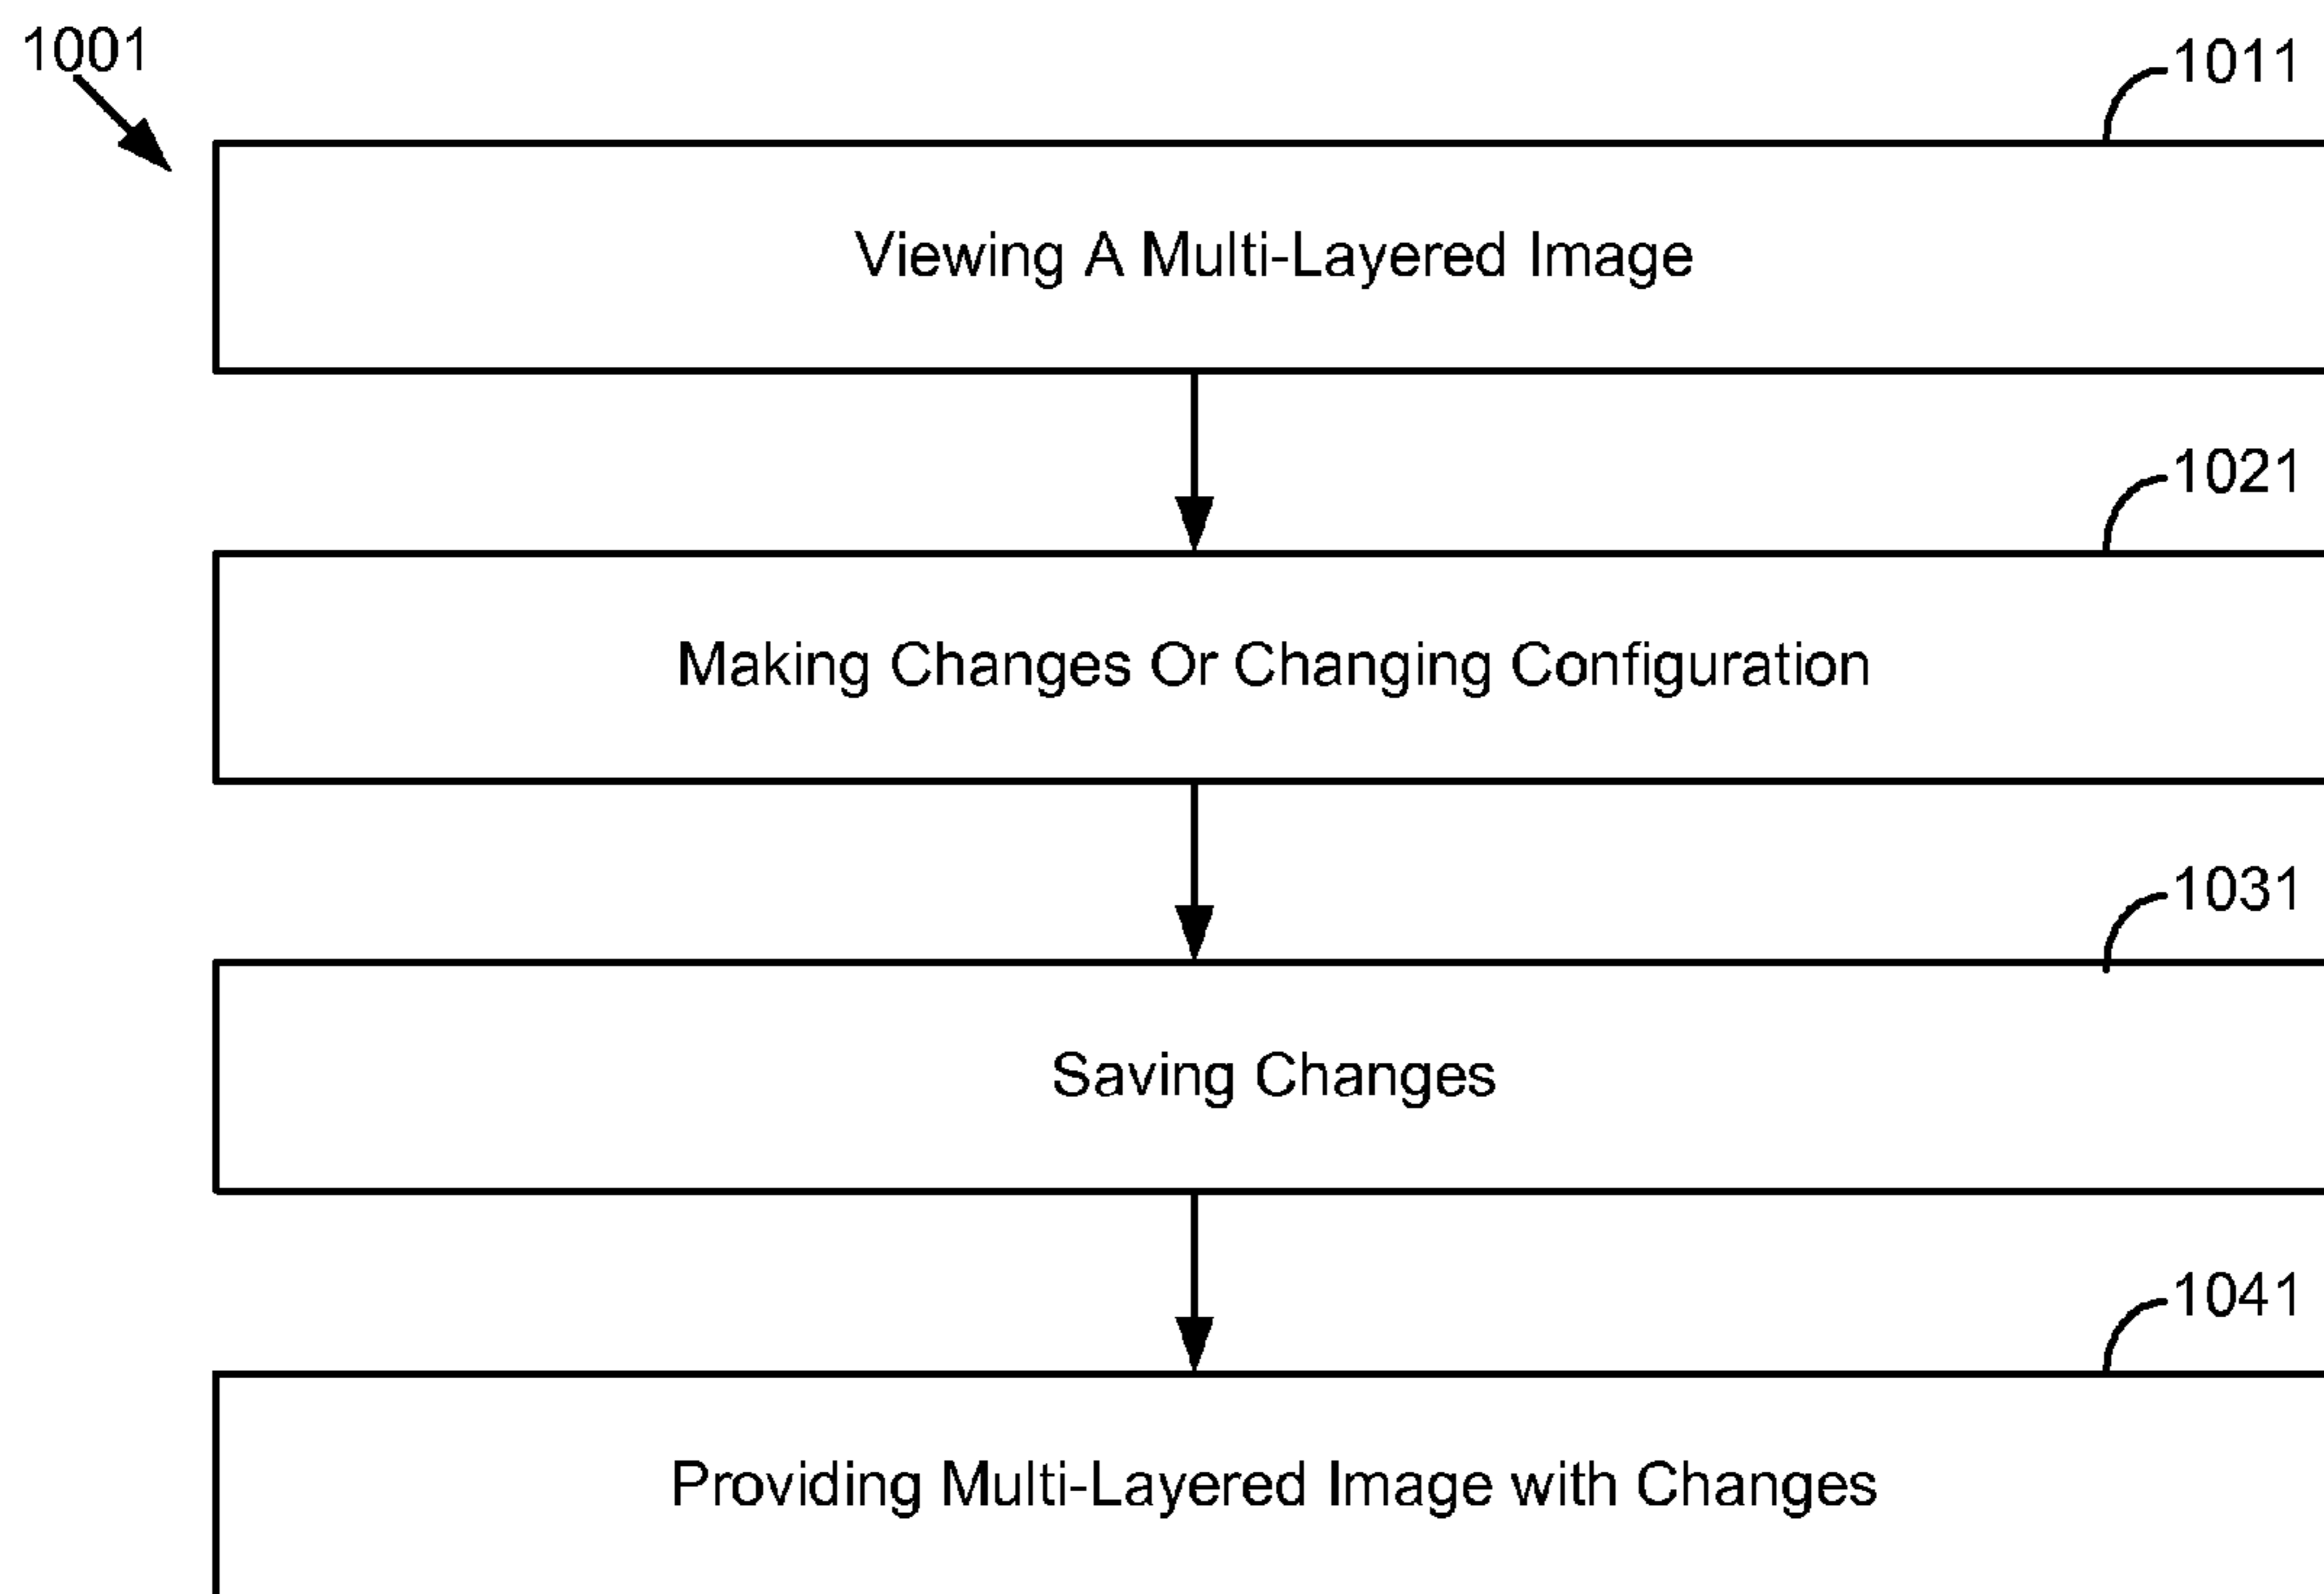 1001
1011
Viewing A Multi-Layered Image
1021
Making Changes Or Changing Configuration
1031
Saving Changes
1041
Providing Multi-Layered Image with Changes